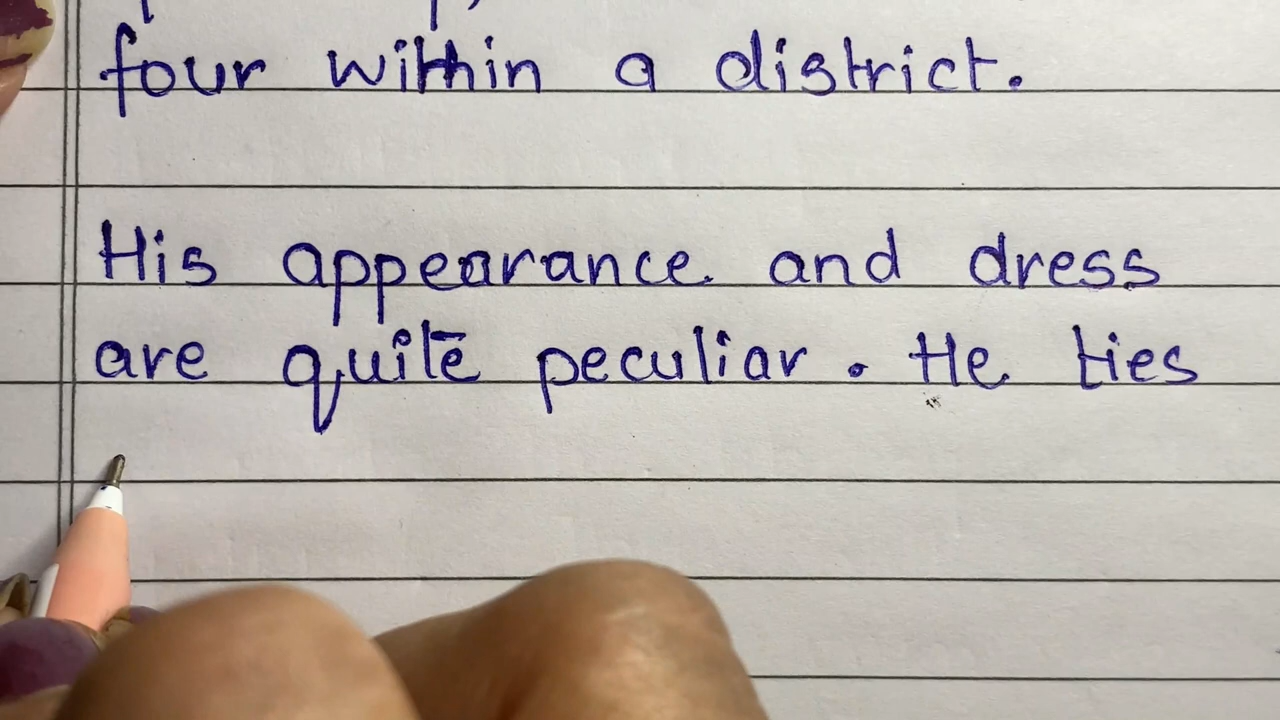 four within a district.
His appearance and dress
are quite peculiar. He ties